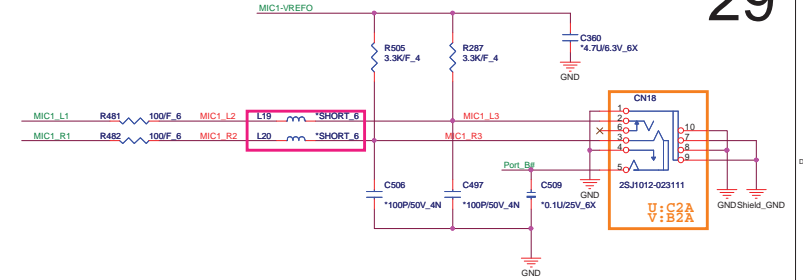 29
MIC1-VREFO
R505
3.3K/F_4
R287
3.3K/F_4
C360
*4.7U/6.3V_6X
GND
CN18
MIC1_L1
R481
100/F_6
MIC1_L2
L19
*SHORT_6
MIC1_L3
MIC1_R1
R482
100/F_6
MIC1_R2
L20
*SHORT_6
MIC1_R3
1
2
6
3
4
5
10
7
8
9
Port_B#
C506
*100P/50V_4N
C497
*100P/50V_4N
C509
*0.1U/25V_6X
GND
2SJ1012-023111
U:C2A
V:B2A
GND
Shield_GND
GND